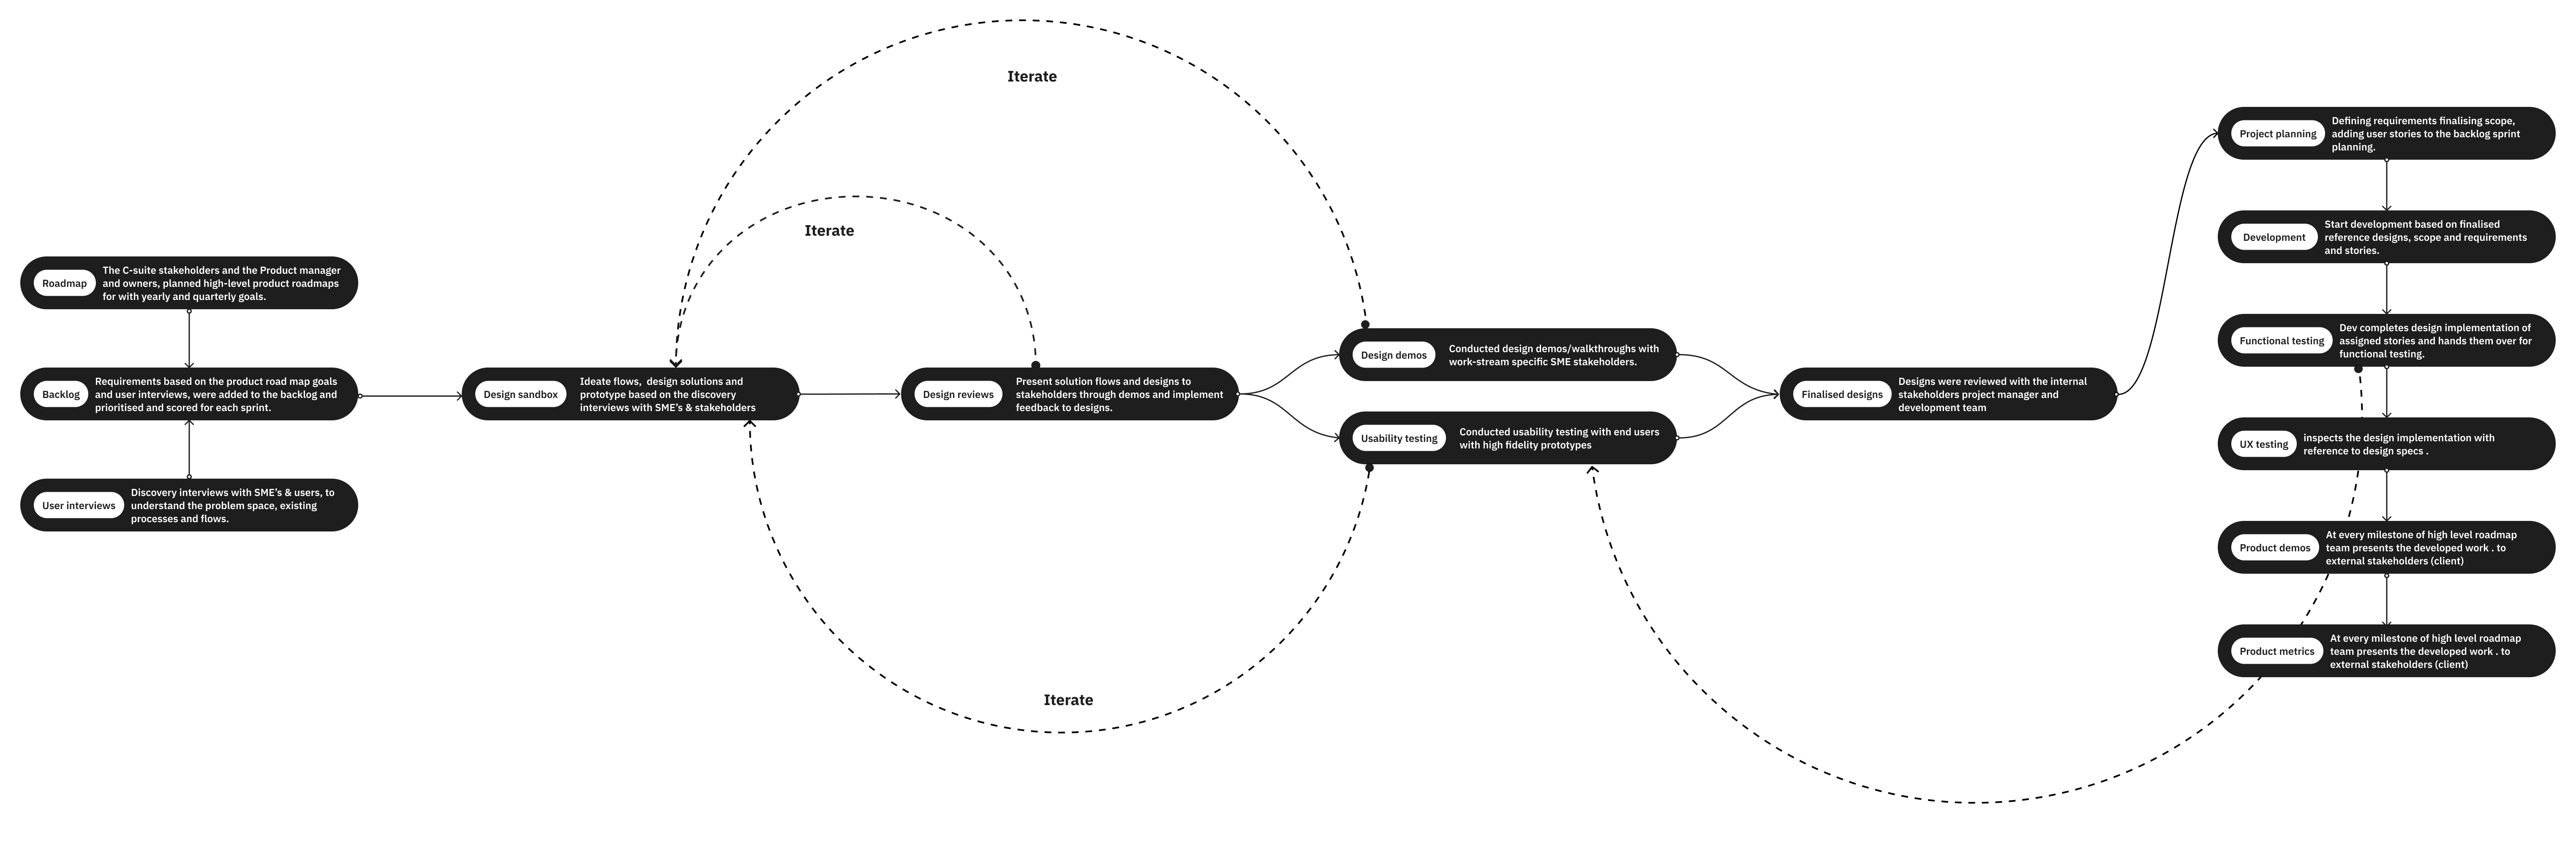 Iterate
Iterate
Roadmap
The C-suite stakeholders and the Product manager
and owners, planned high-level product roadmaps
for with yearly and quarterly goals.
Backlog
Requirements based on the product road map goals
and user interviews, were added to the backlog and
prioritised and scored for each sprint.
User interviews
Discovery interviews with SME's & users, to
understand the problem space, existing
processes and flows.
Design sandbox
Ideate flows, design solutions and
prototype based on the discovery
interviews with SME's & stakeholders
Design reviews
Present solution flows and designs to
stakeholders through demos and implement
feedback to designs.
Design demos
Conducted design demos/walkthroughs with
work-stream specific SME stakeholders.
Usability testing
Conducted usability testing with end users
with high fidelity prototypes
Iterate
Finalised designs
Designs were reviewed with the internal
stakeholders project manager and
development team
Project planning
Defining requirements finalising scope,
adding user stories to the backlog sprint
planning.
Development
Start development based on finalised
reference designs, scope and requirements
and stories.
Functional testing
Dev completes design implementation of
assigned stories and hands them over for
functional testing.
UX testing
inspects the design implementation with
reference to design specs .
Product demos
At every milestone of high level roadmap
team presents the developed work . to
external stakeholders (client)
Product metrics
At every milestone of high level roadmap
team presents the developed work . to
external stakeholders (client)